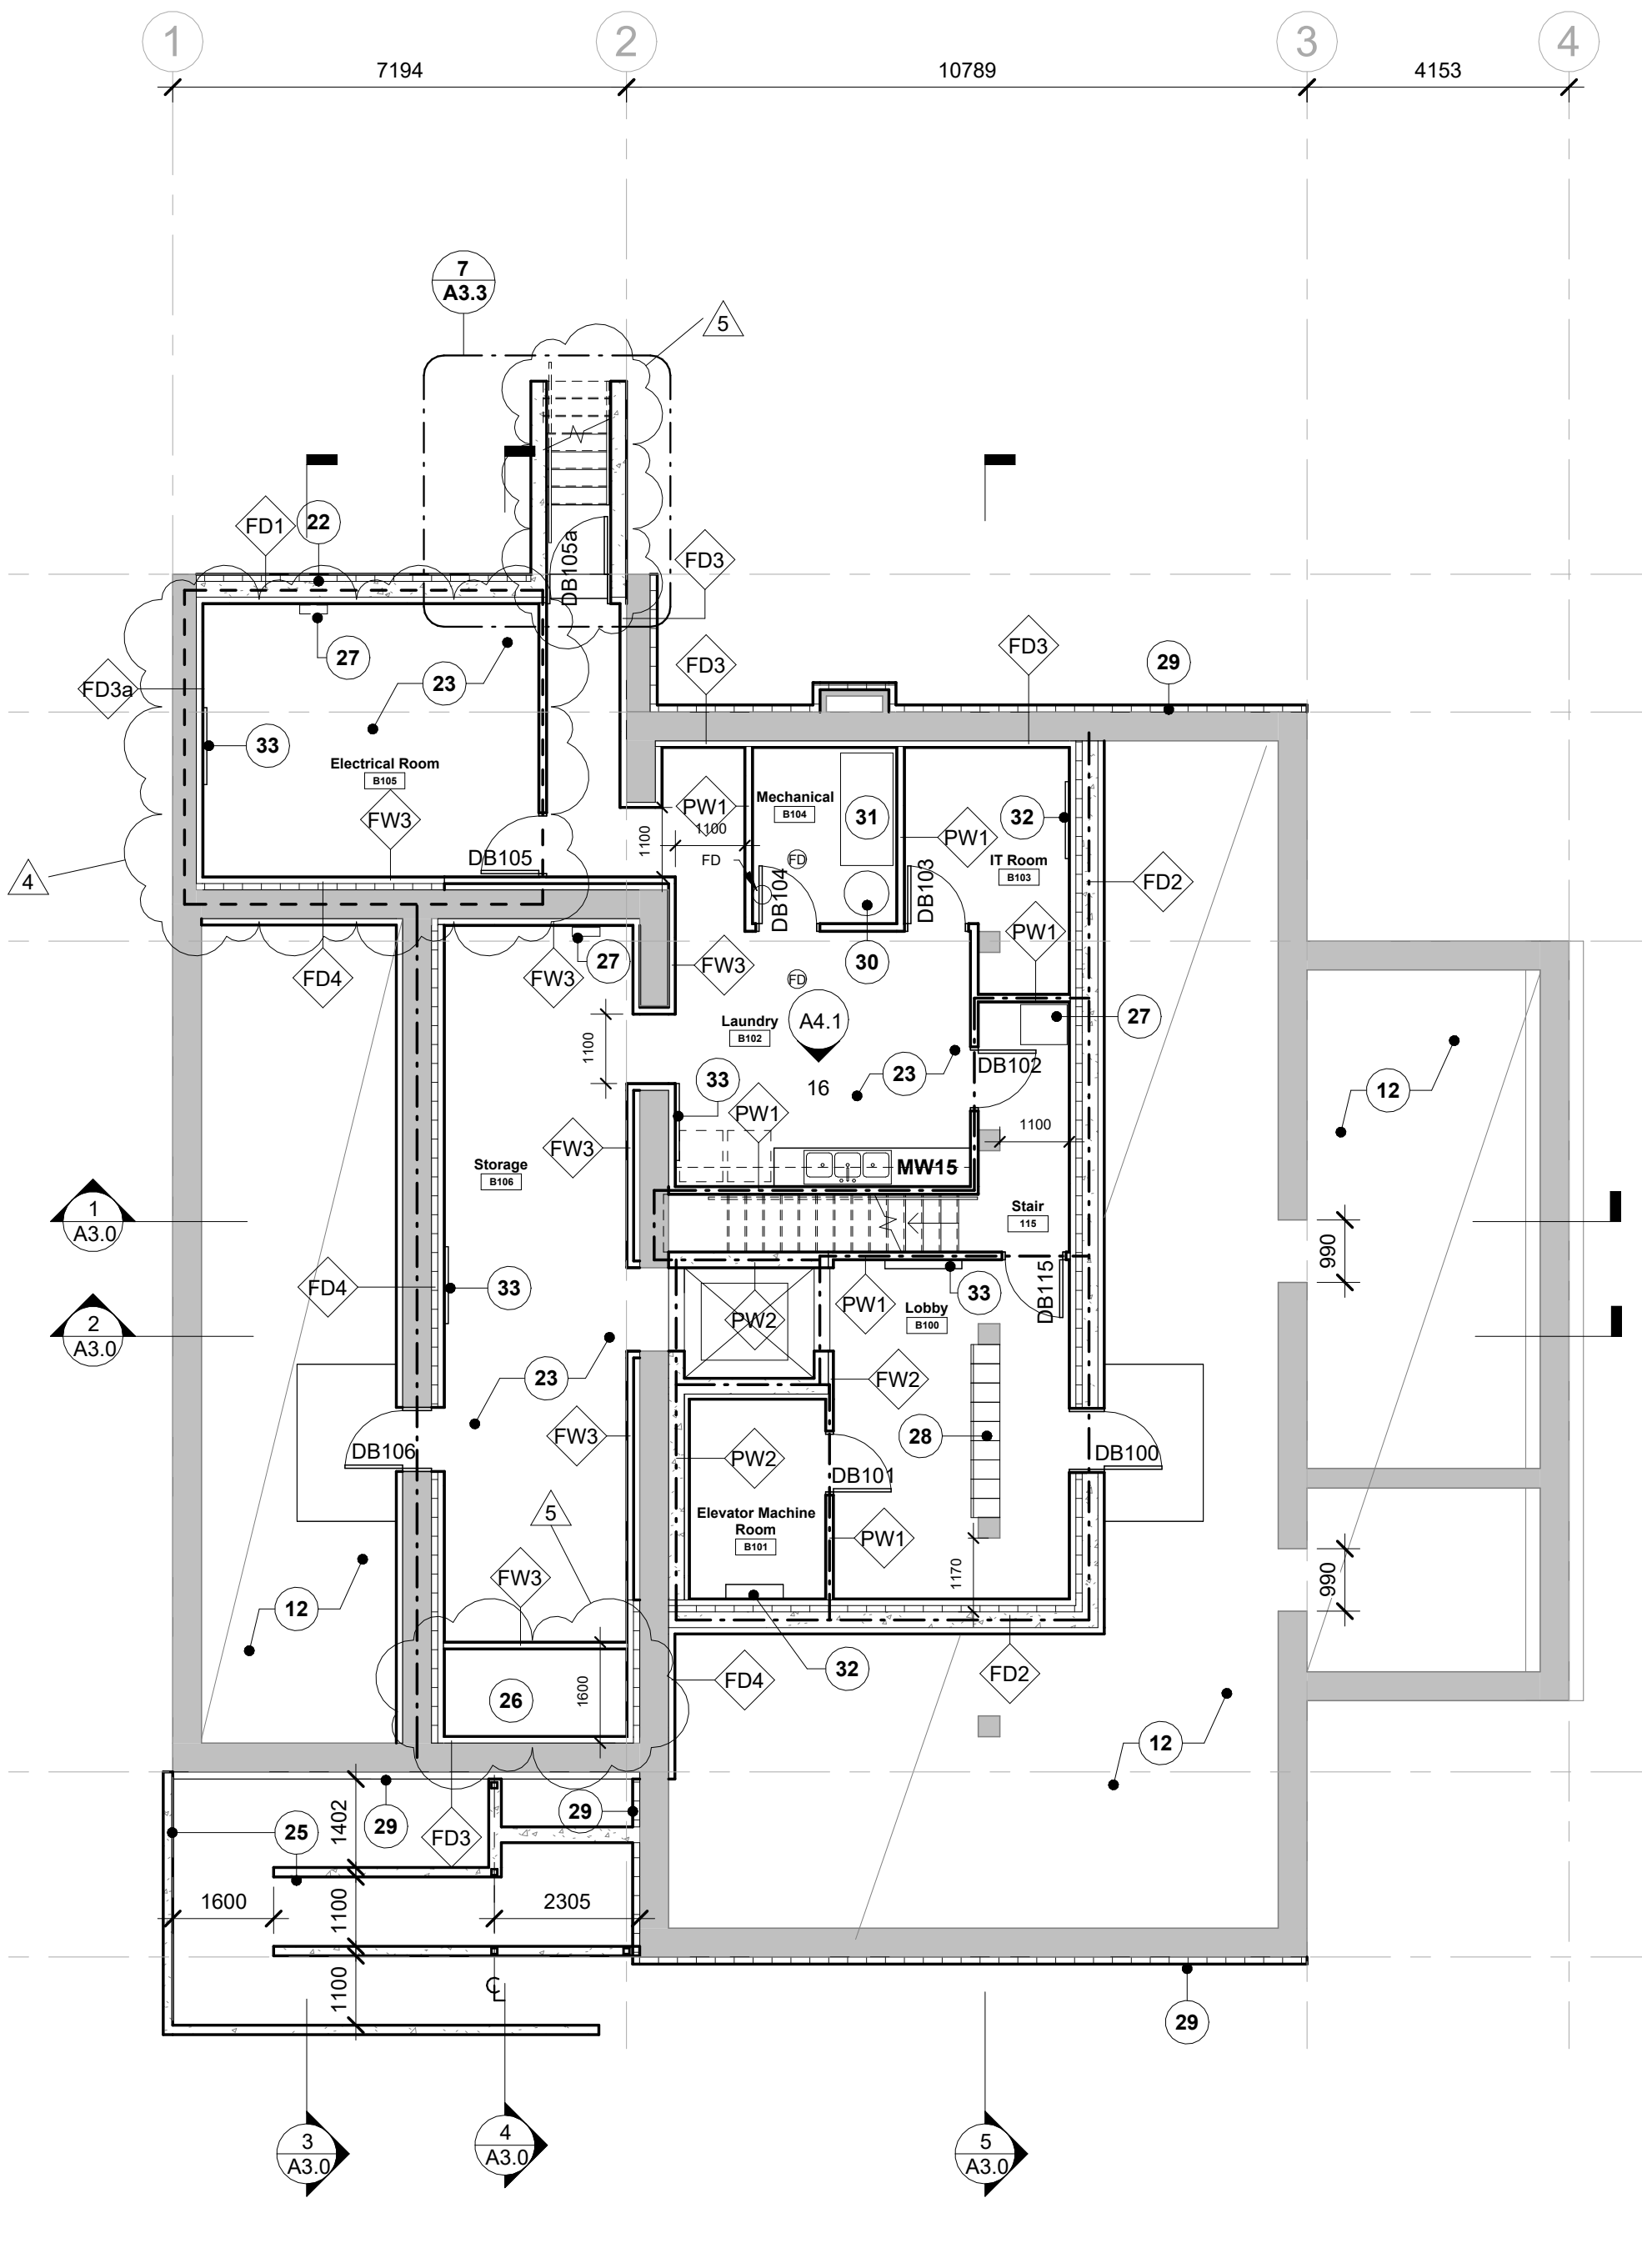 1
2
3
4
7194
10789
4153
7
A3.3
5
FD1
22
DB105a
FD3
FD3
FD3
29
27
23
FD3a
33
Electrical Room
B105
FW3
DB105
4
1100
PW1
1100
FD
Mechanical
B104
FD
DB104
31
DB103
PW1
32
IT Room
B103
FD2
PW1
30
FD4
FW3
27
FW3
FD
Laundry
B102
A4.1
16
27
1100
33
23
DB102
12
PW1
1100
FW3
MW15
Storage
B106
Stair
115
1
A3.0
990
FD4
33
PW2
PW1
Lobby
B100
33
DB115
2
A3.0
23
FW2
FW3
28
DB106
PW2
DB101
DB100
Elevator Machine
Room
B101
5
PW1
1170
990
FW3
12
26
1600
FD4
32
FD2
12
1402
29
29
25
FD3
1600
1100
2305
1100
CL
29
3
A3.0
4
A3.0
5
A3.0